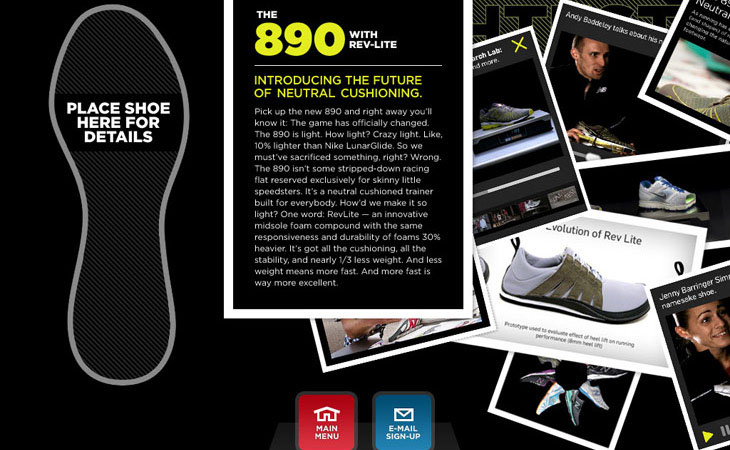 PLACE SHOE
HERE FOR
DETAILS
THE
890 WITH
REV-LITE
INTRODUCING THE FUTURE
OF NEUTRAL CUSHIONING.
Pick up the new 890 and right away you'll
know it: The game has officially changed.
The 890 is light. How light? Crazy light. Like,
10% lighter than Nike LunarGlide. So we
must've sacrificed something, right? Wrong.
The 890 isn't some stripped-down racing
flat reserved exclusively for skinny little
speedsters. It's a neutral cushioned trainer
built for everybody. How'd we make it so
light? One word: RevLite — an innovative
midsole foam compound with the same
responsiveness and durability of foams 30%
heavier. It's got all the cushioning, all the
stability, and nearly 1/3 less weight. And less
weight means more fast. And more fast is
way more excellent.
Andy Baddeley talks about his
Lab:
and more.
Neutra
As running has
Evolution of Rev Lite
Prototype used to evaluate effect of heel lift on running
performance (8mm heel lift)
Jenny Barringer Sim
namesake shoe.
MAIN
MENU
E-MAIL
SIGN-UP